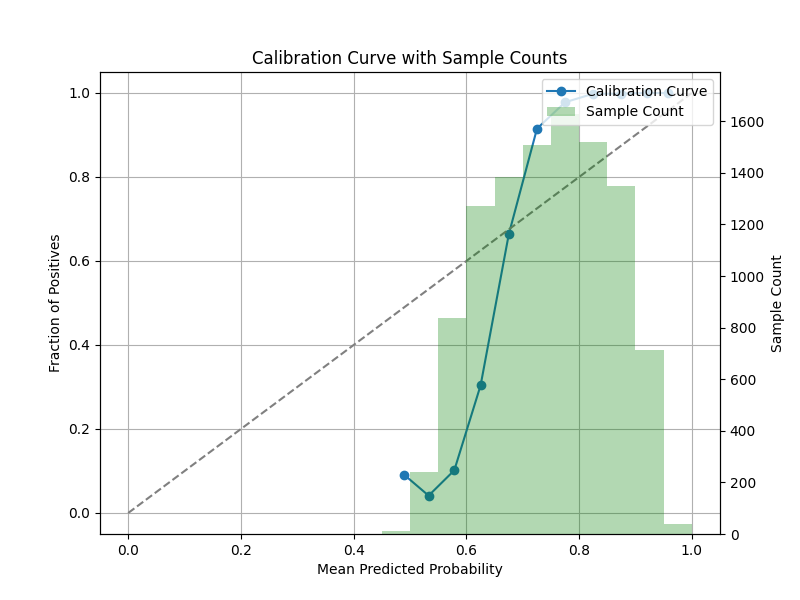 Calibration Curve with Sample Counts
Calibration Curve
Sample Count
Fraction of Positives
1.0
0.8
0.6
0.4
0.2
0.0
1600
1400
1200
1000
800
600
400
200
0
Sample Count
0.0 0.2 0.4 0.6 0.8 1.0
Mean Predicted Probability